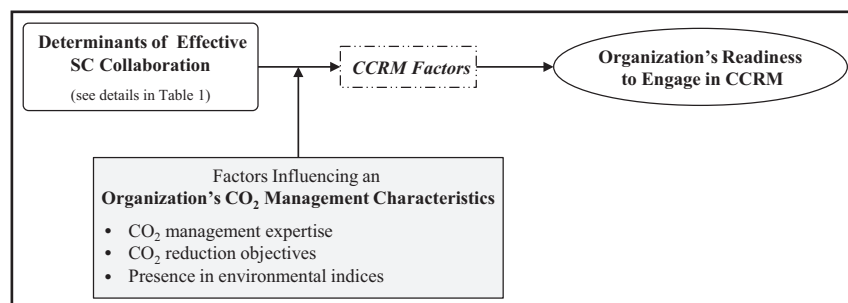 Determinants of Effective
SC Collaboration
(see details in Table 1)
CCRM Factors
Organization's Readiness
to Engage in CCRM
Factors Influencing an
Organization's CO₂ Management Characteristics
• CO₂ management expertise
• CO₂ reduction objectives
• Presence in environmental indices